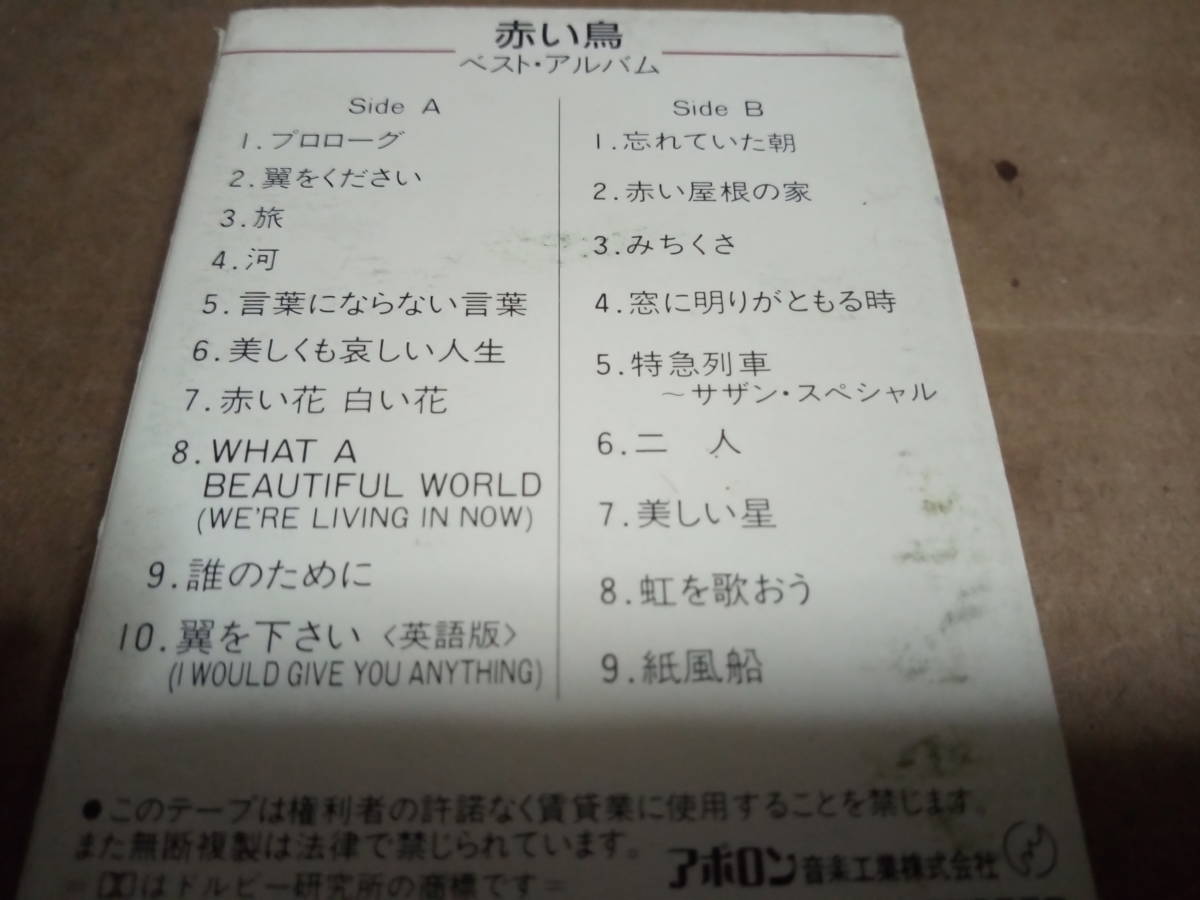 赤い鳥
ベスト・アルバム
Side A
1. プロローグ
2. 翼をください
3. 旅
4. 河
5. 言葉にならない言葉
6. 美しくも哀しい人生
7. 赤い花 白い花
8. WHAT A
BEAUTIFUL WORLD
(WE'RE LIVING IN NOW)
9. 誰のために
10. 翼を下さい〈英語版〉
(I WOULD GIVE YOU ANYTHING)
Side B
1. 忘れていた朝
2. 赤い屋根の家
3. みちくさ
4. 窓に明りがともる時
5. 特急列車
～サザン・スペシャル
6. 二 人
7. 美しい星
8. 虹を歌おう
9. 紙風船
●このテープは権利者の許諾なく賃貸業に使用することを禁じます。
また無断複製は法律で禁じられています。
=はドルビー研究所の商標です=
アポロン音楽工業株式会社